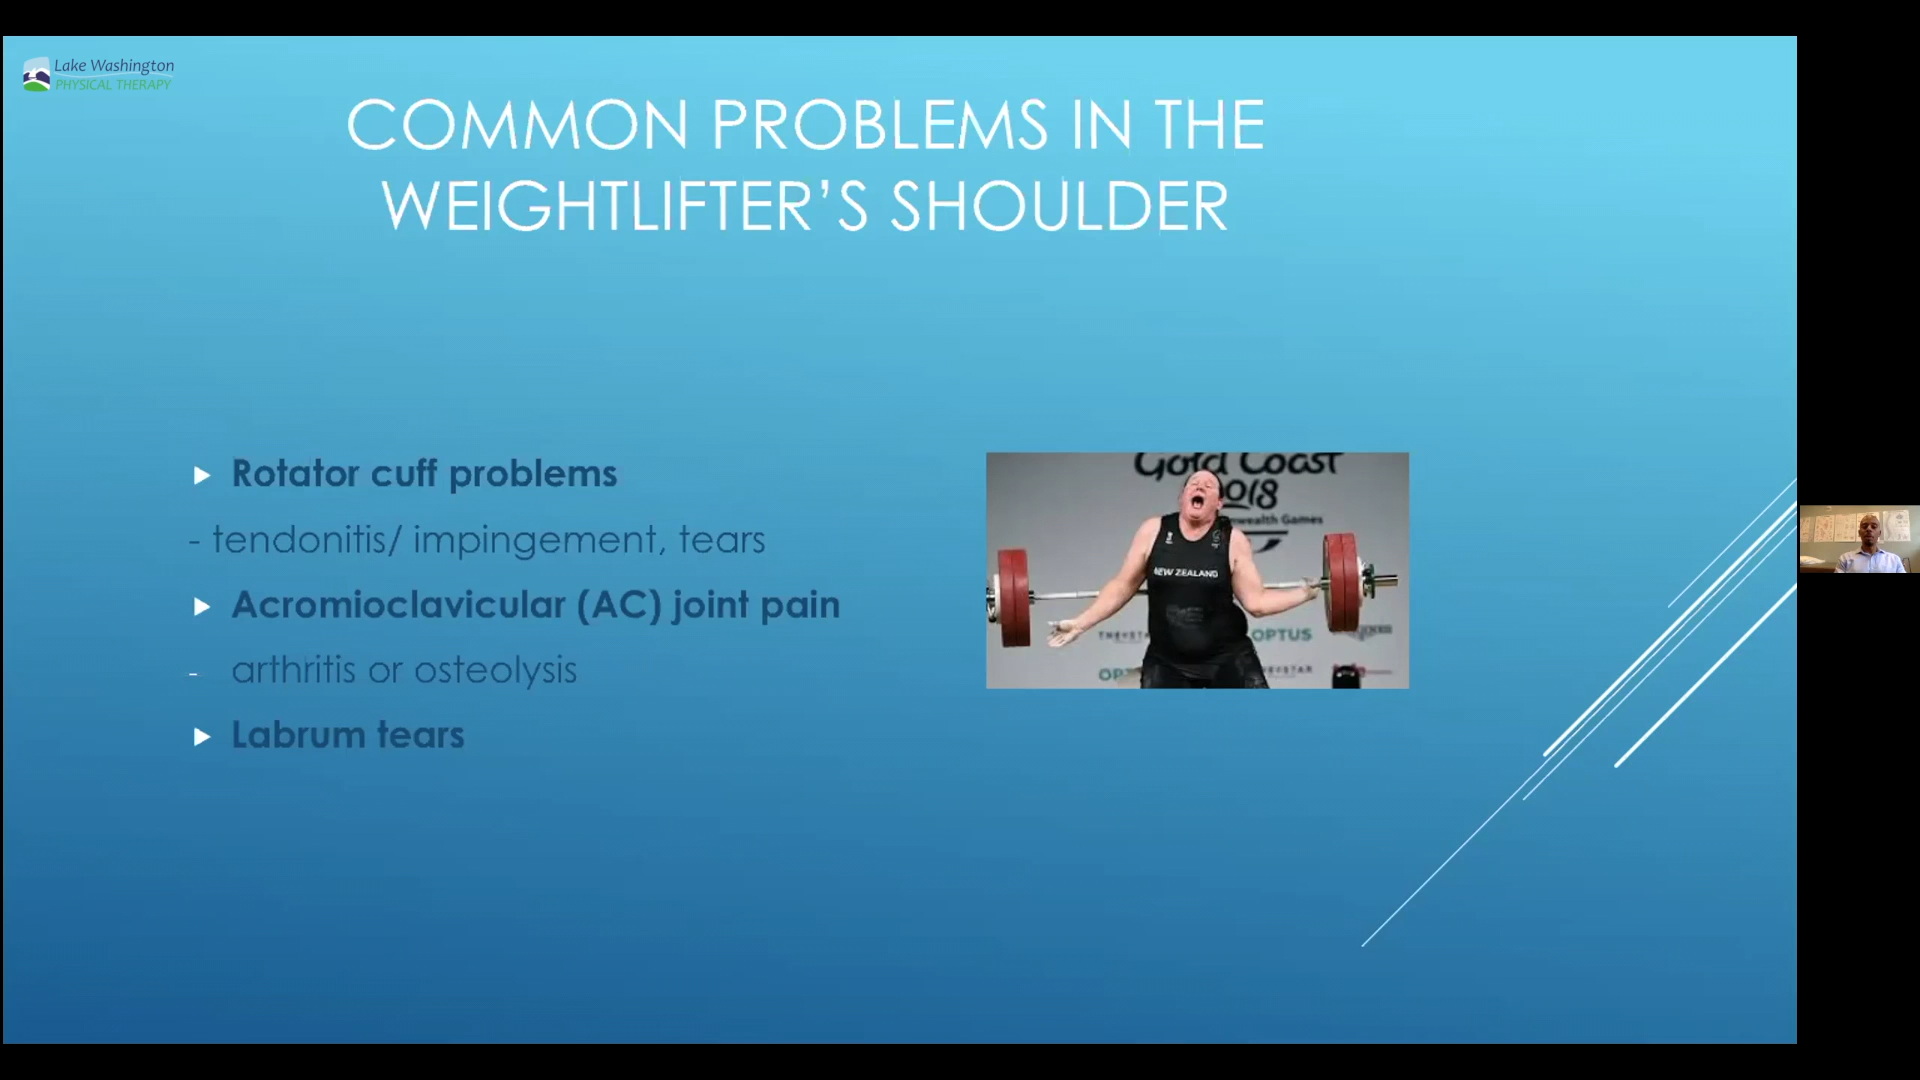 Lake Washington
PHYSICAL THERAPY
COMMON PROBLEMS IN THE
WEIGHTLIFTER’S SHOULDER
Rotator cuff problems
- tendonitis/ impingement, tears
Acromioclavicular (AC) joint pain
- arthritis or osteolysis
Labrum tears
Gold Coast
2018
NEW ZEALAND
OPTUS